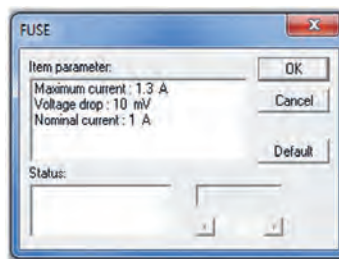 FUSE
Item parameter:
OK
Maximum current : 1.3 A
Voltage drop : 10 mV
Nominal current : 1 A
Cancel
Default
Status: